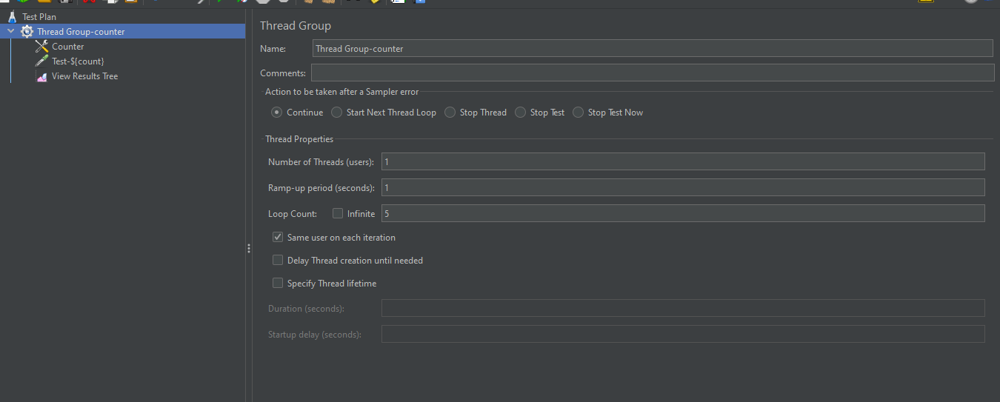 Test Plan
Thread Group-counter
Counter
Test-${count}
View Results Tree
Thread Group
Name: Thread Group-counter
Comments:
Action to be taken after a Sampler error
Continue Start Next Thread Loop Stop Thread Stop Test Stop Test Now
Thread Properties
Number of Threads (users): 1
Ramp-up period (seconds): 1
Loop Count: Infinite 5
Same user on each iteration
Delay Thread creation until needed
Specify Thread lifetime
Duration (seconds):
Startup delay (seconds):